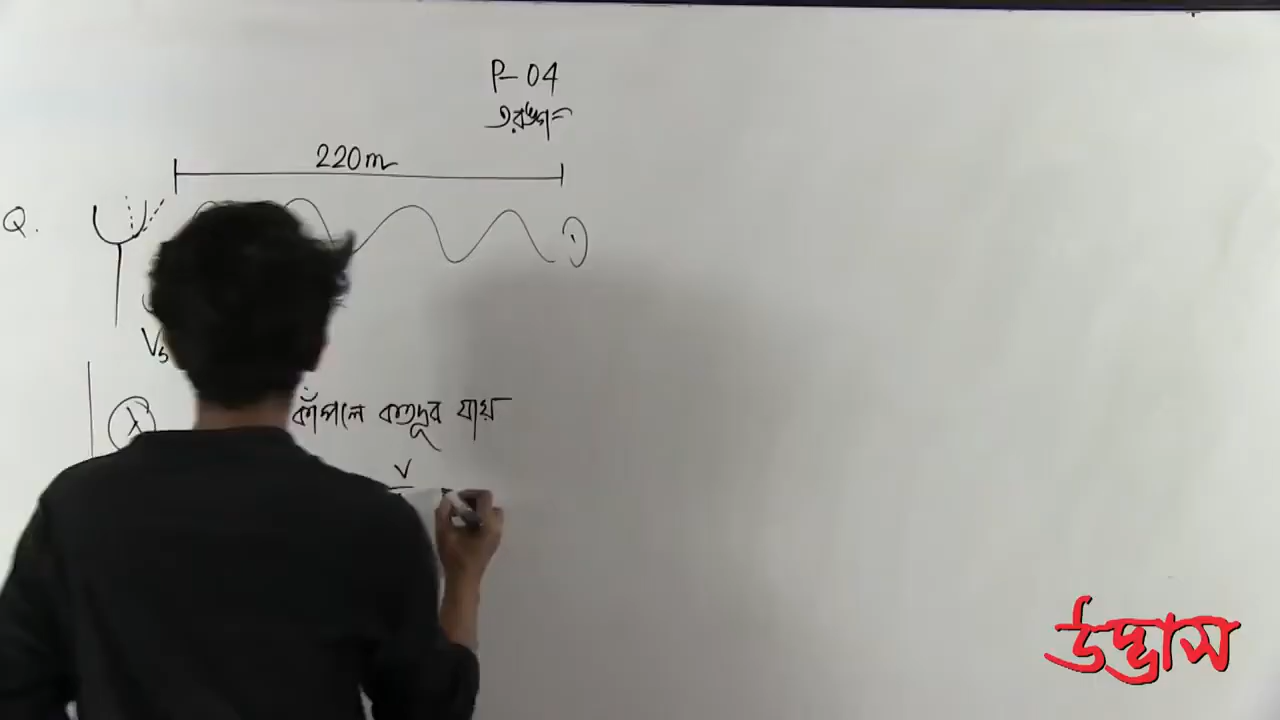 P-04
তরঙ্গ
220m
Q.
Vs
λ
কাঁপলে কতদূর যায়
v
উদ্ভাস